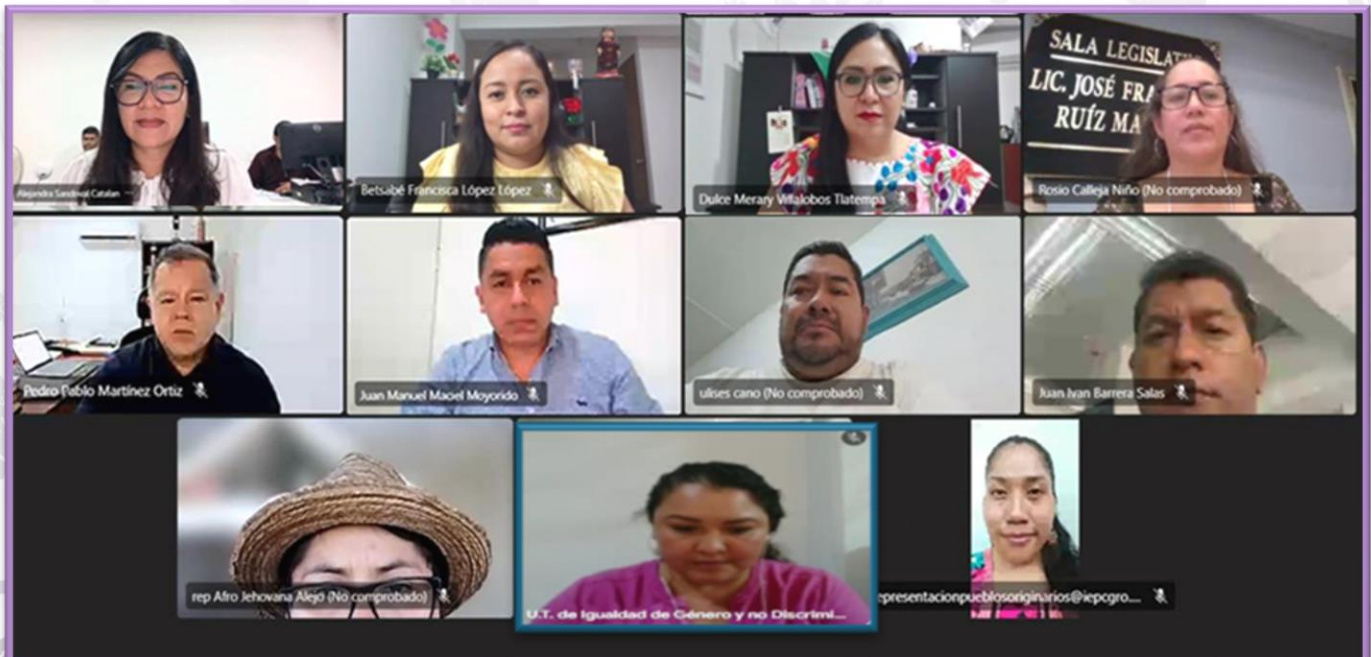 Alejandra Sandoval Catalan
Betsabé Francisca López López
Dulce Merary Villalobos Tlatempa
SALA LEGISLATI
LIC. JOSÉ FRA
RUÍZ MA
Rosio Calleja Niño (No comprobado)
Pedro Pablo Martínez Ortiz
Juan Manuel Maciel Moyorido
ulises cano (No comprobado)
Juan Ivan Barrera Salas
rep Afro Jehovana Alejo (No comprobado)
U.T. de Igualdad de Género y no Discrimi...
epresentacionpueblosoriginarios@iepcgro....